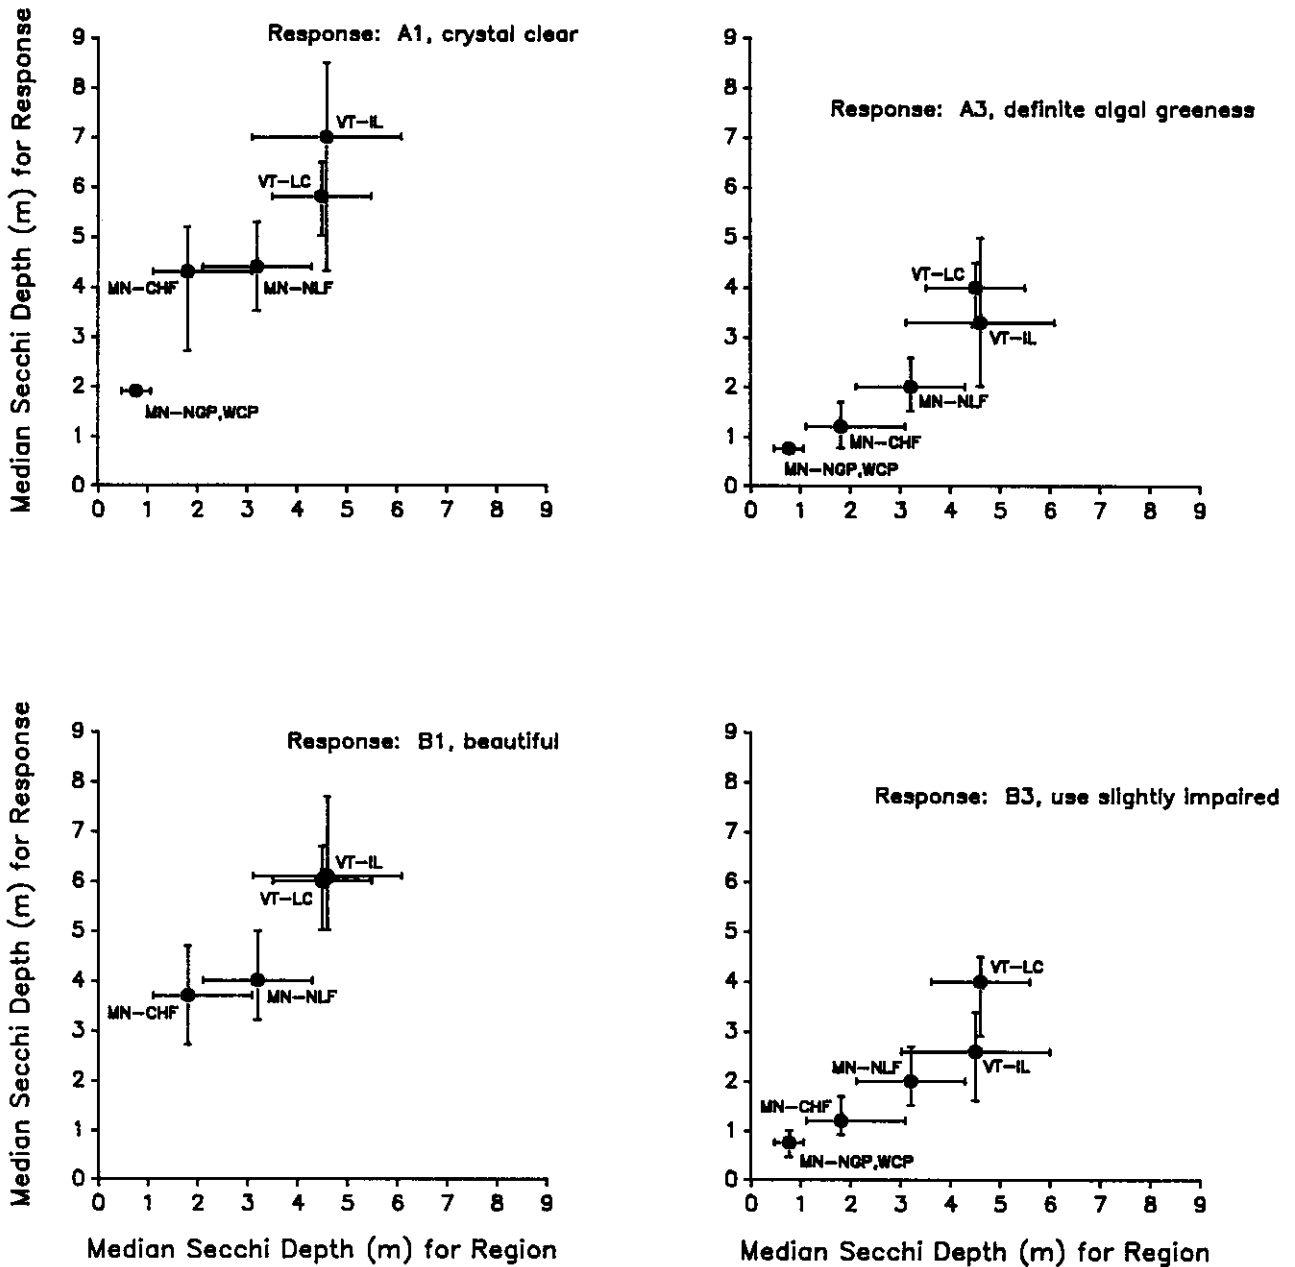 Response: A1, crystal clear
Median Secchi Depth (m) for Response
9
8
7
6
5
4
3
2
1
0
VT-IL
VT-LC
MN-CHF
MN-NLF
MN-NGP,WCP
0 1 2 3 4 5 6 7 8 9
Response: A3, definite algal greeness
9
8
7
6
5
4
3
2
1
0
VT-LC
VT-IL
MN-NLF
MN-CHF
MN-NGP,WCP
0 1 2 3 4 5 6 7 8 9
Response: B1, beautiful
Median Secchi Depth (m) for Response
9
8
7
6
5
4
3
2
1
0
VT-IL
VT-LC
MN-NLF
MN-CHF
0 1 2 3 4 5 6 7 8 9
Median Secchi Depth (m) for Region
Response: B3, use slightly impaired
9
8
7
6
5
4
3
2
1
0
VT-LC
VT-IL
MN-NLF
MN-CHF
MN-NGP,WCP
0 1 2 3 4 5 6 7 8 9
Median Secchi Depth (m) for Region